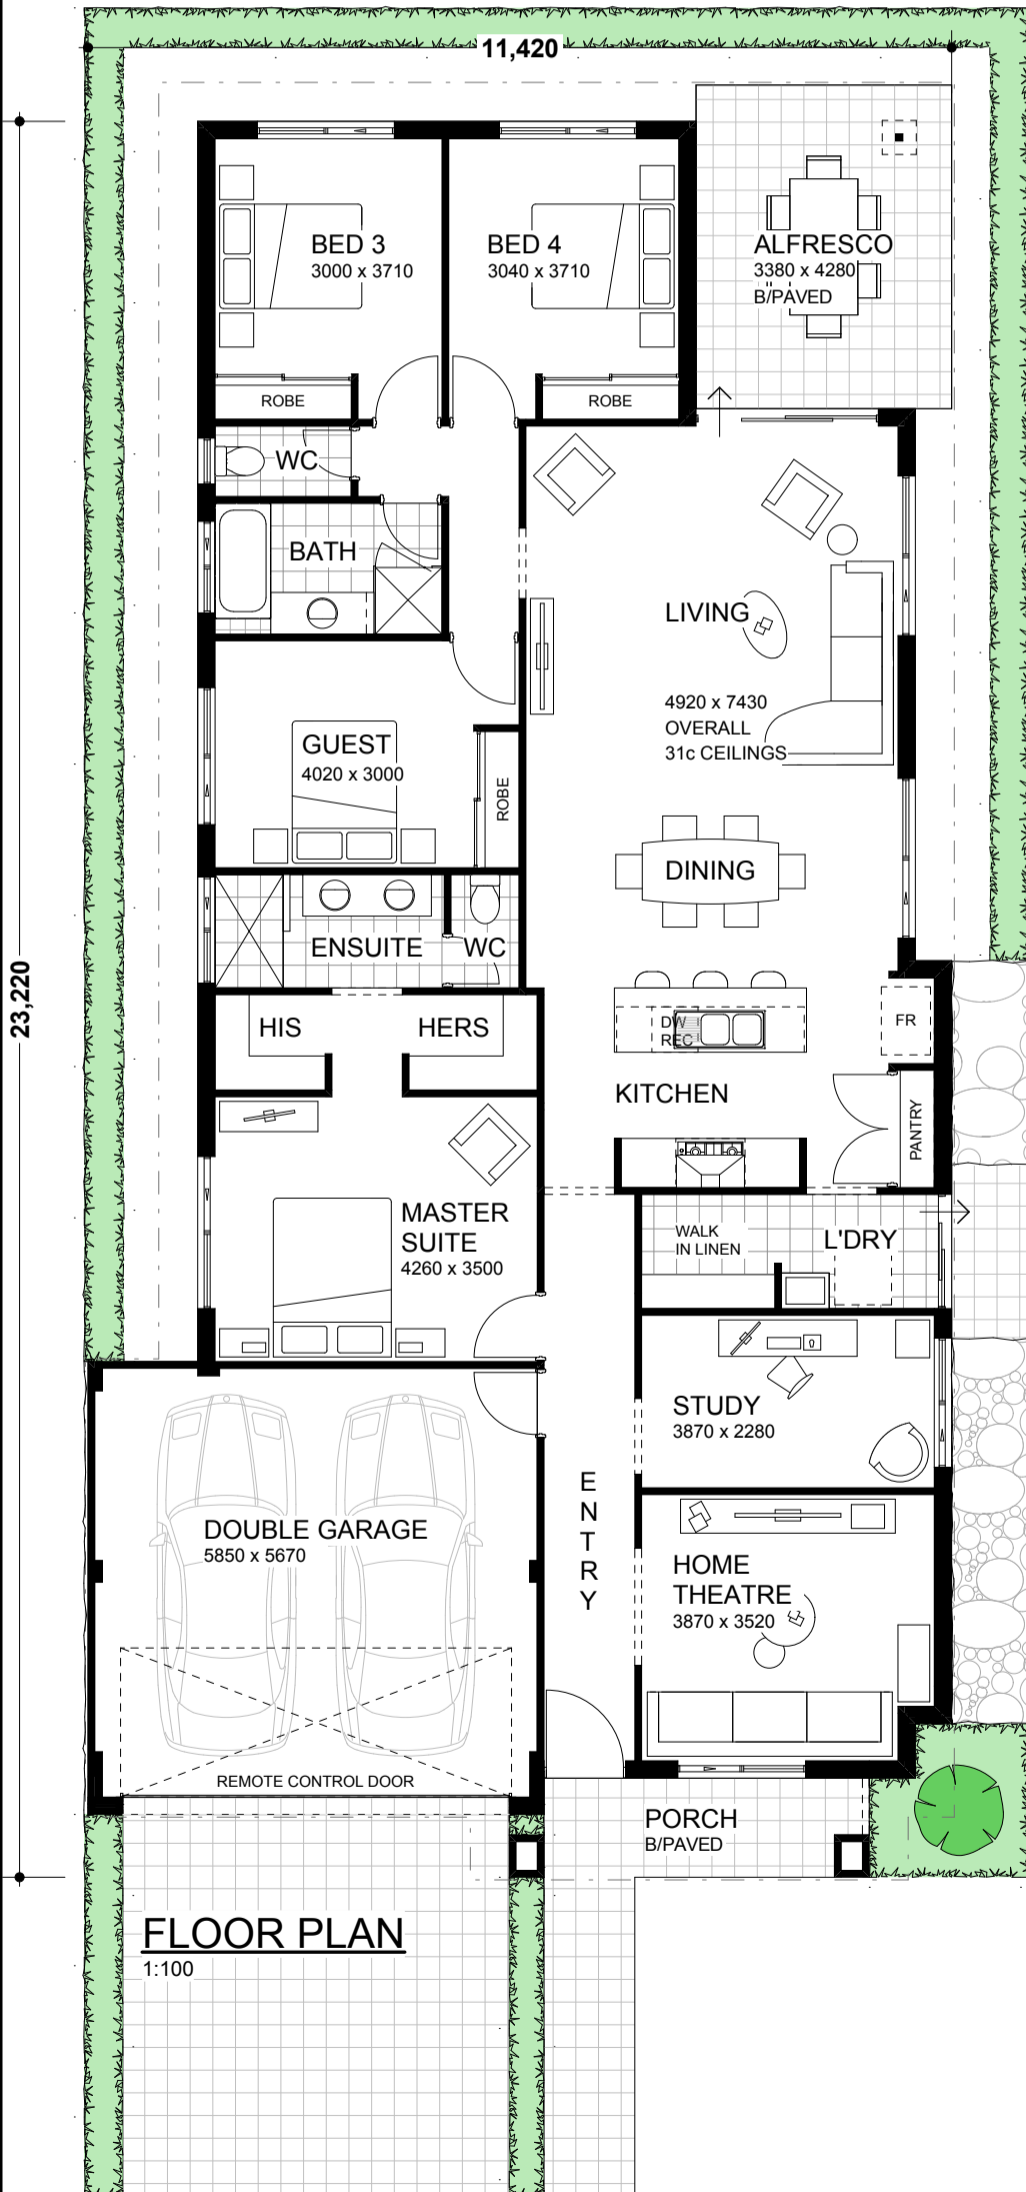 11,420
23,220
BED 3
3000 x 3710
BED 4
3040 x 3710
ALFRESCO
3380 x 4280
B/PAVED
ROBE
ROBE
WC
BATH
LIVING
4920 x 7430
OVERALL
31c CEILINGS
GUEST
4020 x 3000
ROBE
DINING
ENSUITE
WC
HIS
HERS
DW
REC
FR
KITCHEN
PANTRY
MASTER
SUITE
4260 x 3500
WALK
IN LINEN
L'DRY
STUDY
3870 x 2280
ENTRY
DOUBLE GARAGE
5850 x 5670
HOME
THEATRE
3870 x 3520
REMOTE CONTROL DOOR
PORCH
B/PAVED
FLOOR PLAN
1:100